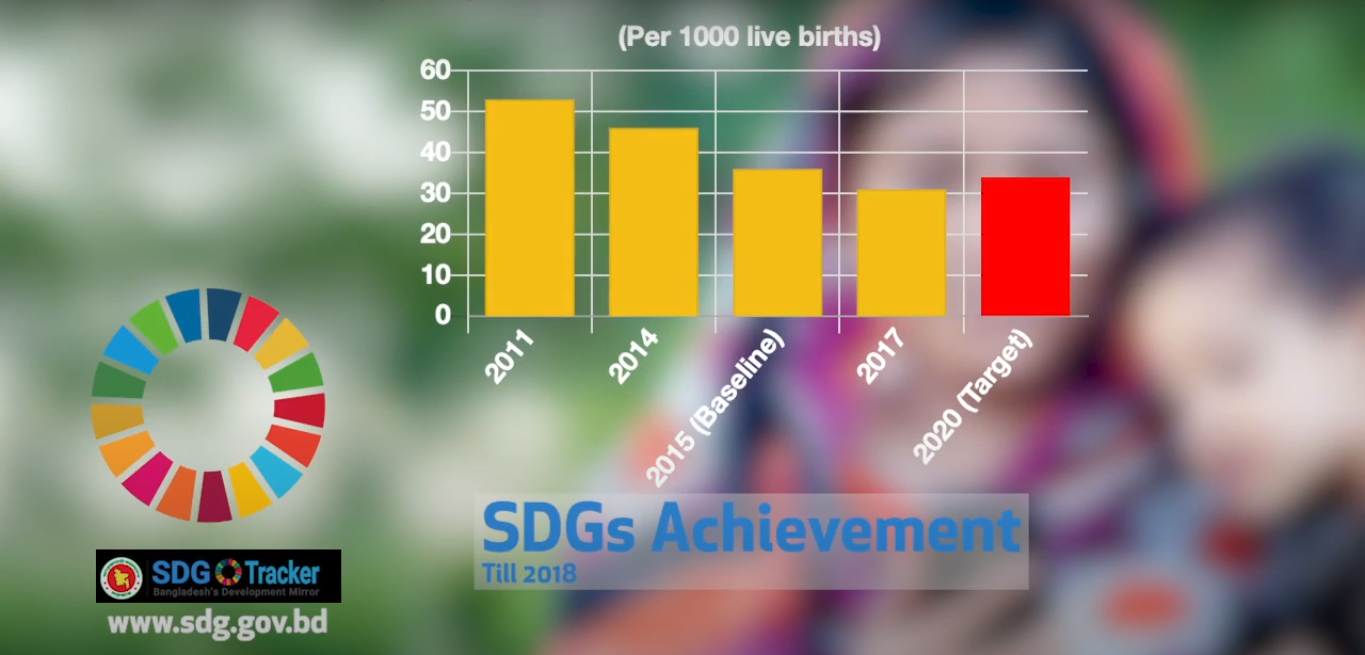 (Per 1000 live births)
60
50
40
30
20
10
0
2011
2014
2015 (Baseline)
2017
2020 (Target)
SDGs Achievement
Till 2018
SDG Tracker
Bangladesh's Development Mirror
www.sdg.gov.bd